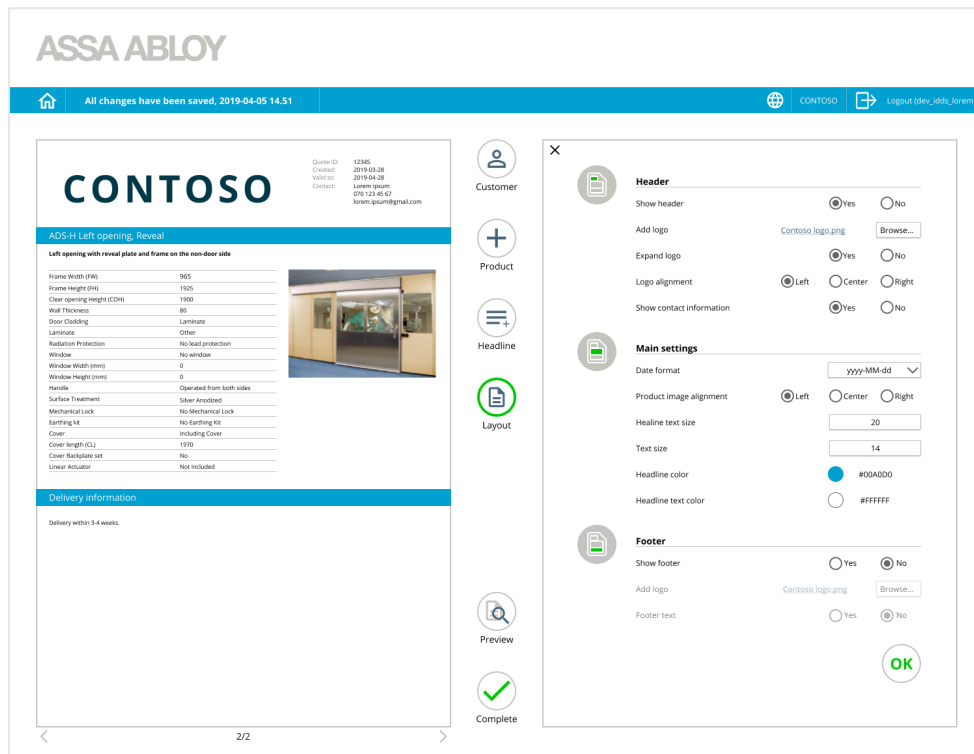 ASSA ABLOY
All changes have been saved, 2019-04-05 14.51
CONTOSO
Logout (dev_idds_lorem
CONTOSO
Quote ID: 12345
Created: 2019-03-28
Valid to: 2019-04-28
Contact: Lorem Ipsum
070 123 45 67
lorem.ipsum@gmail.com
ADS-H Left opening, Reveal
Left opening with reveal plate and frame on the non-door side
Frame Width (FW) 965
Frame Height (FH) 1925
Clear opening Height (COH) 1900
Wall Thickness 80
Door Cladding Laminate
Laminate Other
Radiation Protection No lead protection
Window No window
Window Width (mm) 0
Window Height (mm) 0
Handle Operated from both sides
Surface Treatment Silver Anodized
Mechanical Lock No Mechanical Lock
Earthing kit No Earthing Kit
Cover Including Cover
Cover length (CL) 1970
Cover Backplate set No
Linear Actuator Not included
Delivery information
Delivery within 3-4 weeks.
2/2
Customer
Product
Headline
Layout
Preview
Complete
Header
Show header Yes No
Add logo Contoso logo.png Browse...
Expand logo Yes No
Logo alignment Left Center Right
Show contact information Yes No
Main settings
Date format yyyy-MM-dd
Product image alignment Left Center Right
Healine text size 20
Text size 14
Headline color #00A0D0
Headline text color #FFFFFF
Footer
Show footer Yes No
Add logo Contoso logo.png Browse...
Footer text Yes No
OK